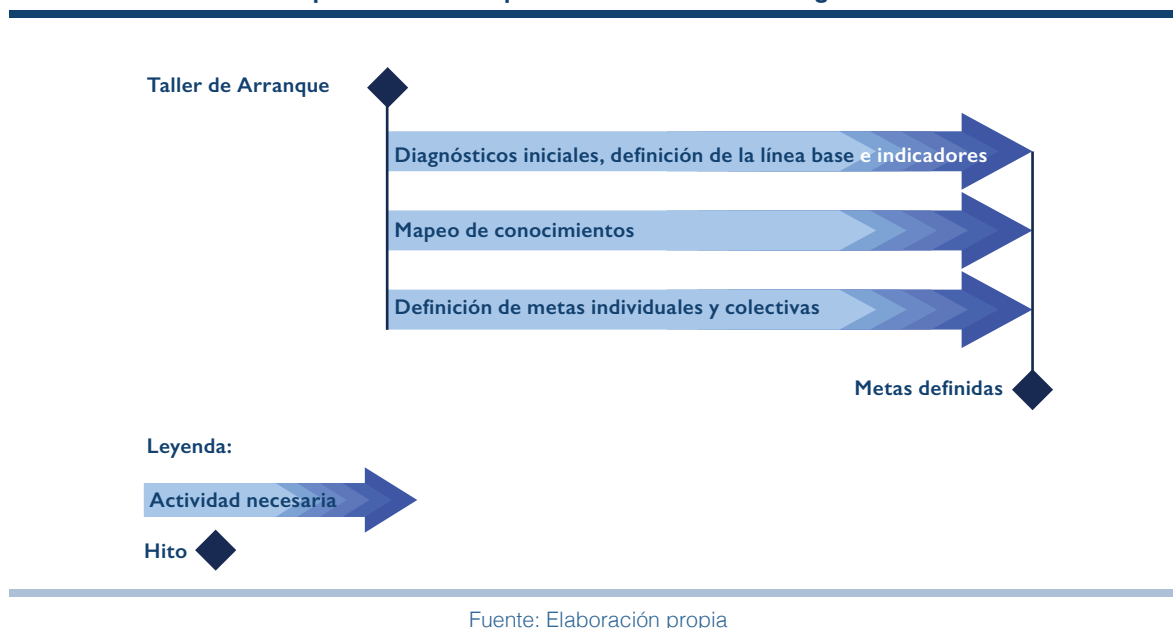 Taller de Arranque
Diagnósticos iniciales, definición de la línea base e indicadores
Mapeo de conocimientos
Definición de metas individuales y colectivas
Metas definidas
Leyenda:
Actividad necesaria
Hito
Fuente: Elaboración propia